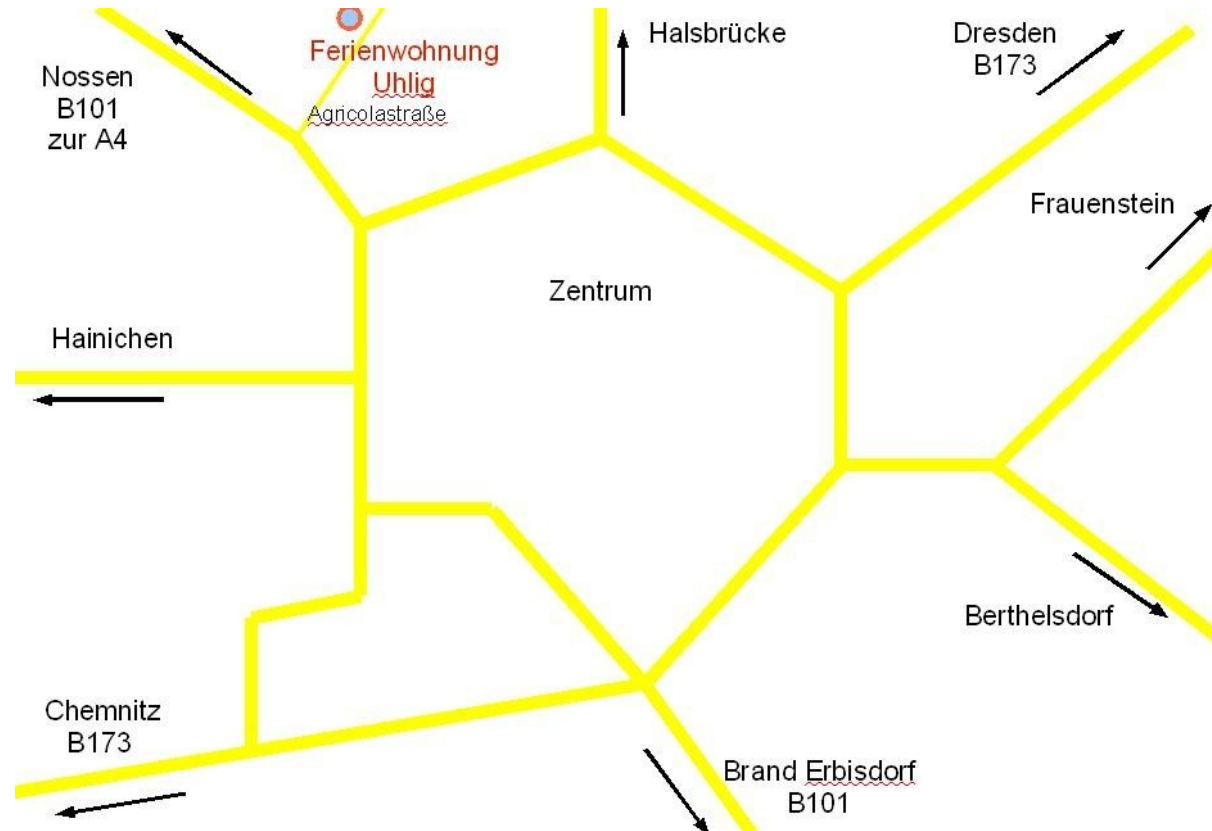 Halsbrücke
Dresden
B173
Ferienwohnung
Uhlig
Agricolastraße
Nossen
B101
zur A4
Frauenstein
Zentrum
Hainichen
Berthelsdorf
Chemnitz
B173
Brand Erbisdorf
B101